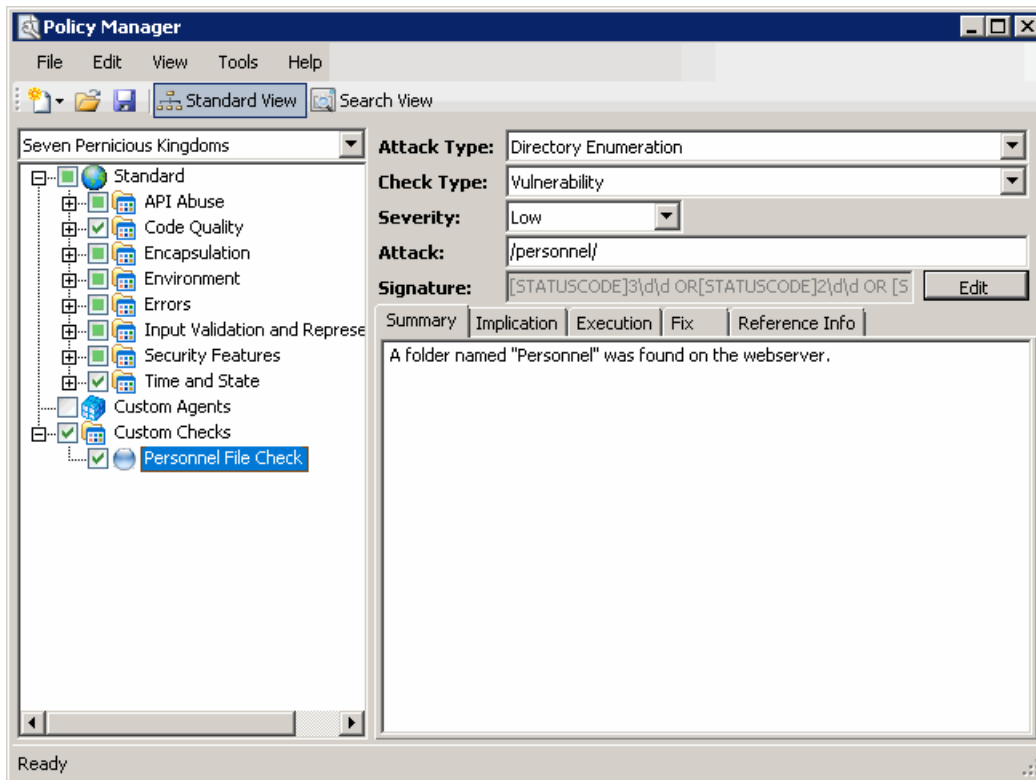 Policy Manager
File Edit View Tools Help
Standard View Search View
Seven Pernicious Kingdoms
Standard
API Abuse
Code Quality
Encapsulation
Environment
Errors
Input Validation and Represe
Security Features
Time and State
Custom Agents
Custom Checks
Personnel File Check
Attack Type: Directory Enumeration
Check Type: Vulnerability
Severity: Low
Attack: /personnel/
Signature: [STATUSCODE]3\d\d OR[STATUSCODE]2\d\d OR [S Edit
Summary Implication Execution Fix Reference Info
A folder named "Personnel" was found on the webserver.
Ready